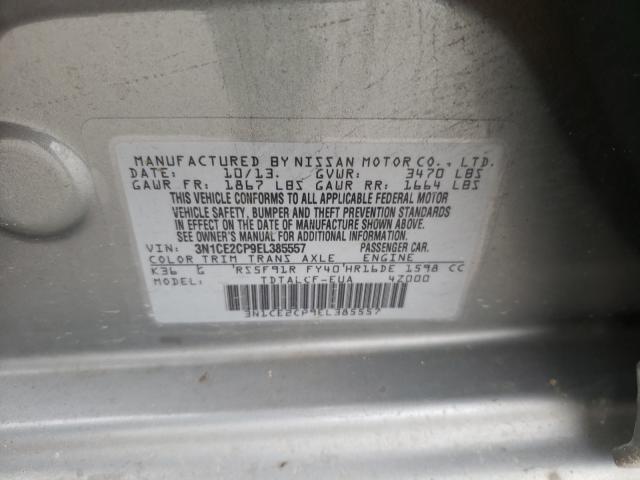 MANUFACTURED BY NISSAN MOTOR CO., LTD.
DATE: 10/13. GVWR: 3470 LBS
GAWR FR: 1867 LBS GAWR RR: 1664 LBS
THIS VEHICLE CONFORMS TO ALL APPLICABLE FEDERAL MOTOR
VEHICLE SAFETY, BUMPER AND THEFT PREVENTION STANDARDS
IN EFFECT ON THE DATE OF MANUFACTURE SHOWN ABOVE.
SEE OWNER'S MANUAL FOR ADDITIONAL INFORMATION
VIN: 3N1CE2CP9EL385557 PASSENGER CAR.
COLOR TRIM TRANS AXLE ENGINE
K36 G RS5F91R FY40 HR16DE 1598 CC
MODEL: TDTALCF-EUA 4Z000
3N1CE2CP9EL385557